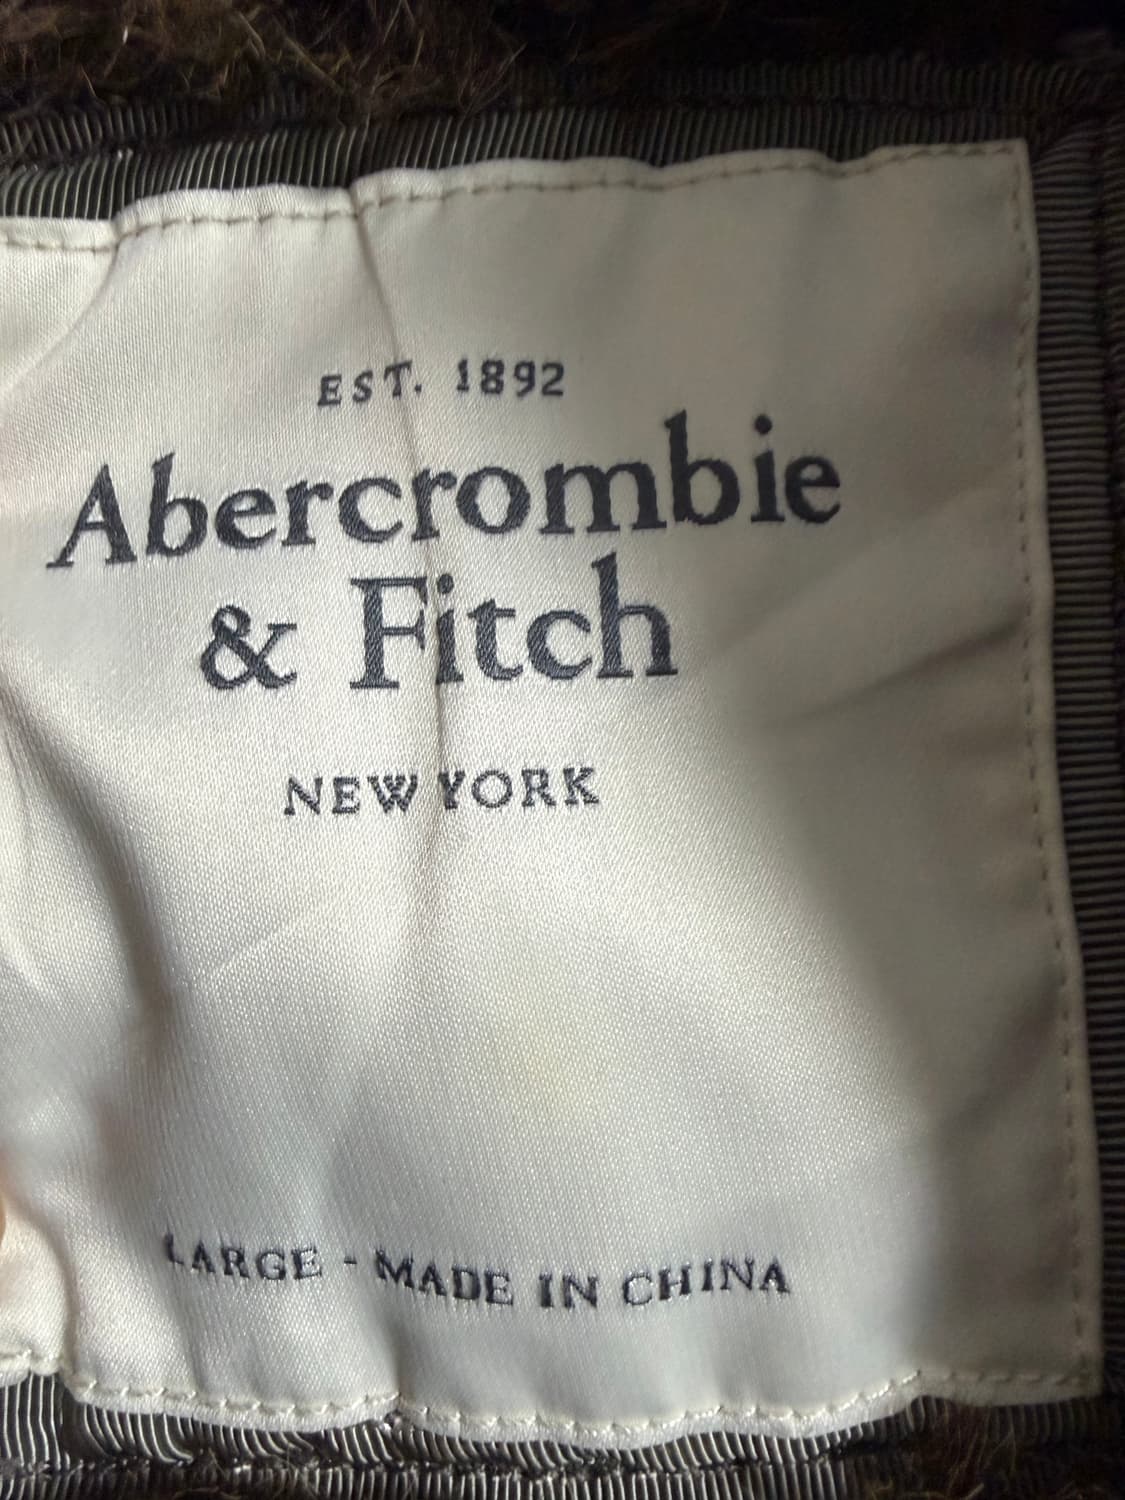 EST. 1892
Abercrombie
& Fitch
NEW YORK
LARGE - MADE IN CHINA